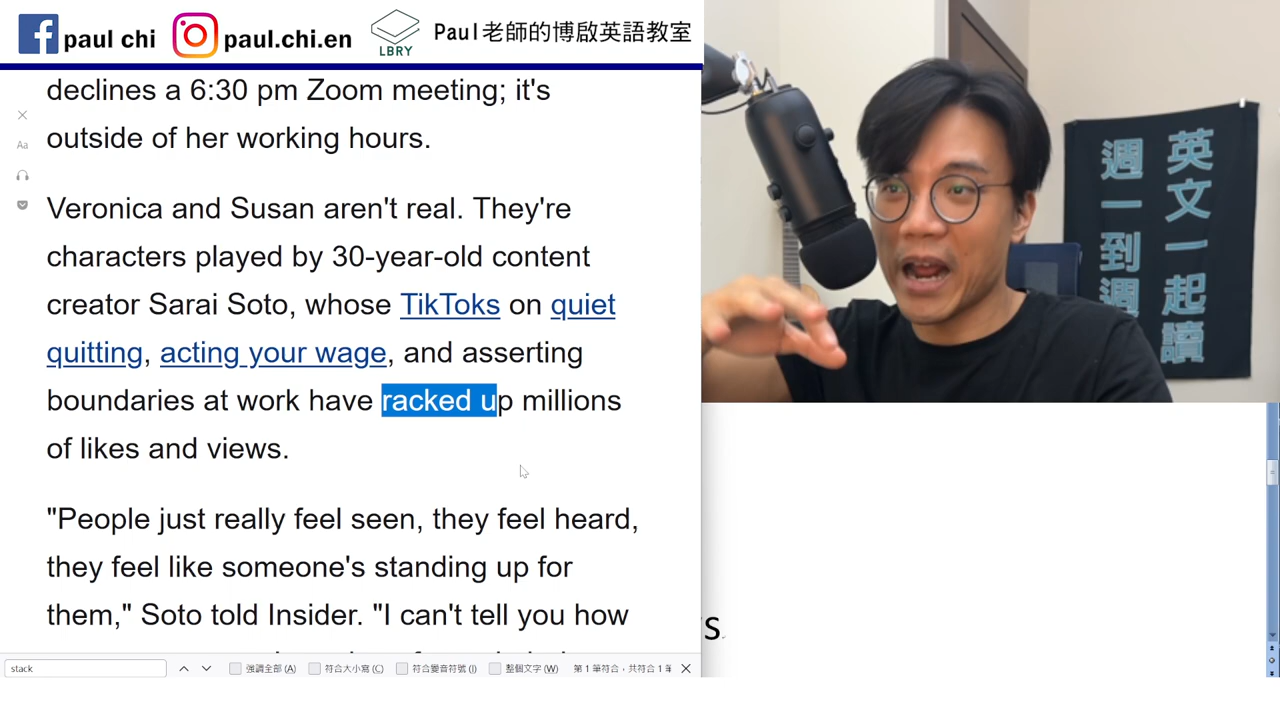 paul chi
paul.chi.en
LBRY
Paul老師的博啟英語教室
declines a 6:30 pm Zoom meeting; it's
outside of her working hours.
Aa
Veronica and Susan aren't real. They're
characters played by 30-year-old content
creator Sarai Soto, whose TikToks on quiet
quitting, acting your wage, and asserting
boundaries at work have racked up millions
of likes and views.
"People just really feel seen, they feel heard,
they feel like someone's standing up for
them," Soto told Insider. "I can't tell you how
英文一起讀
週一到週
stack
強調全部 (A)
符合大小寫 (C)
符合變音符號 (I)
整個文字 (W)
第 1 筆符合，共符合 1 筆